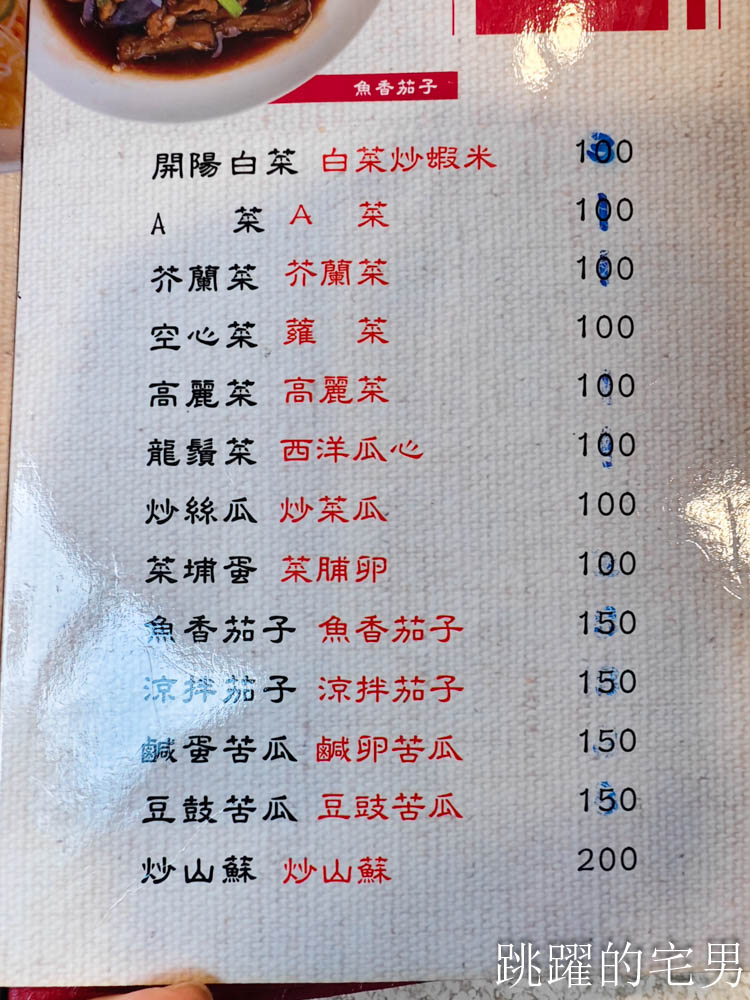 魚香茄子
開陽白菜 白菜炒蝦米 100
A 菜 A 菜 100
芥蘭菜 芥蘭菜 100
空心菜 蕹 菜 100
高麗菜 高麗菜 100
龍鬚菜 西洋瓜心 100
炒絲瓜 炒菜瓜 100
菜埔蛋 菜脯卵 100
魚香茄子 魚香茄子 150
涼拌茄子 涼拌茄子 150
鹹蛋苦瓜 鹹卵苦瓜 150
豆鼓苦瓜 豆豉苦瓜 150
炒山蘇 炒山蘇 200
跳躍的宅男